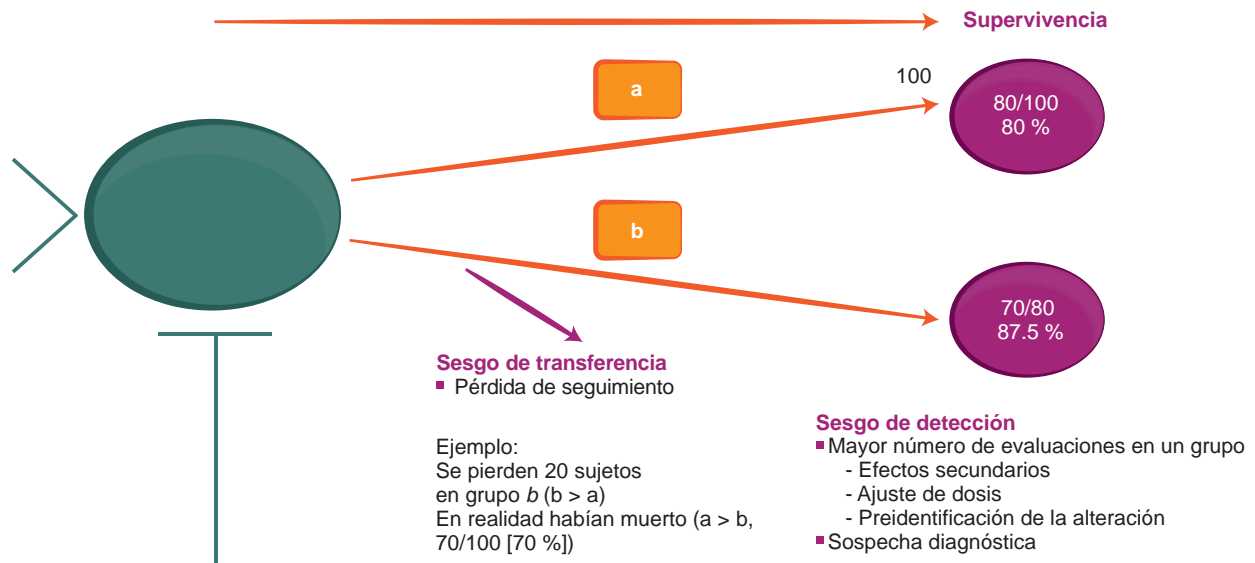 Supervivencia
a
100
80/100
80 %
b
70/80
87.5 %
Sesgo de transferencia
Pérdida de seguimiento
Ejemplo:
Se pierden 20 sujetos
en grupo b (b > a)
En realidad habían muerto (a > b,
70/100 [70 %])
Sesgo de detección
Mayor número de evaluaciones en un grupo
- Efectos secundarios
- Ajuste de dosis
- Preidentificación de la alteración
Sospecha diagnóstica